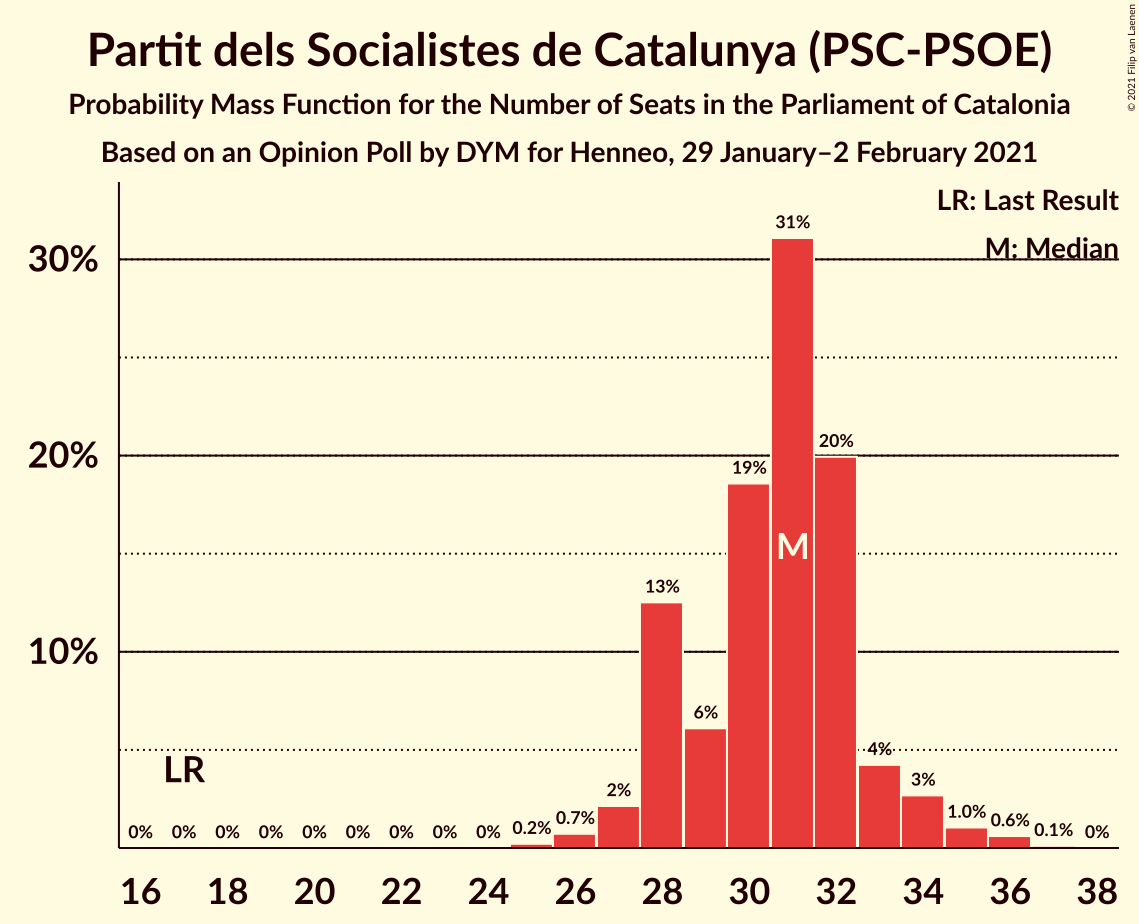 Partit dels Socialistes de Catalunya (PSC-PSOE)
Probability Mass Function for the Number of Seats in the Parliament of Catalonia
Based on an Opinion Poll by DYM for Henneo, 29 January–2 February 2021
© 2021 Filip van Laenen
LR: Last Result
M: Median
30%
20%
10%
31%
20%
19%
M
13%
6%
4%
3%
2%
LR
0% 0% 0% 0% 0% 0% 0% 0% 0% 0.2% 0.7% 1.0% 0.6% 0.1% 0%
16 18 20 22 24 26 28 30 32 34 36 38